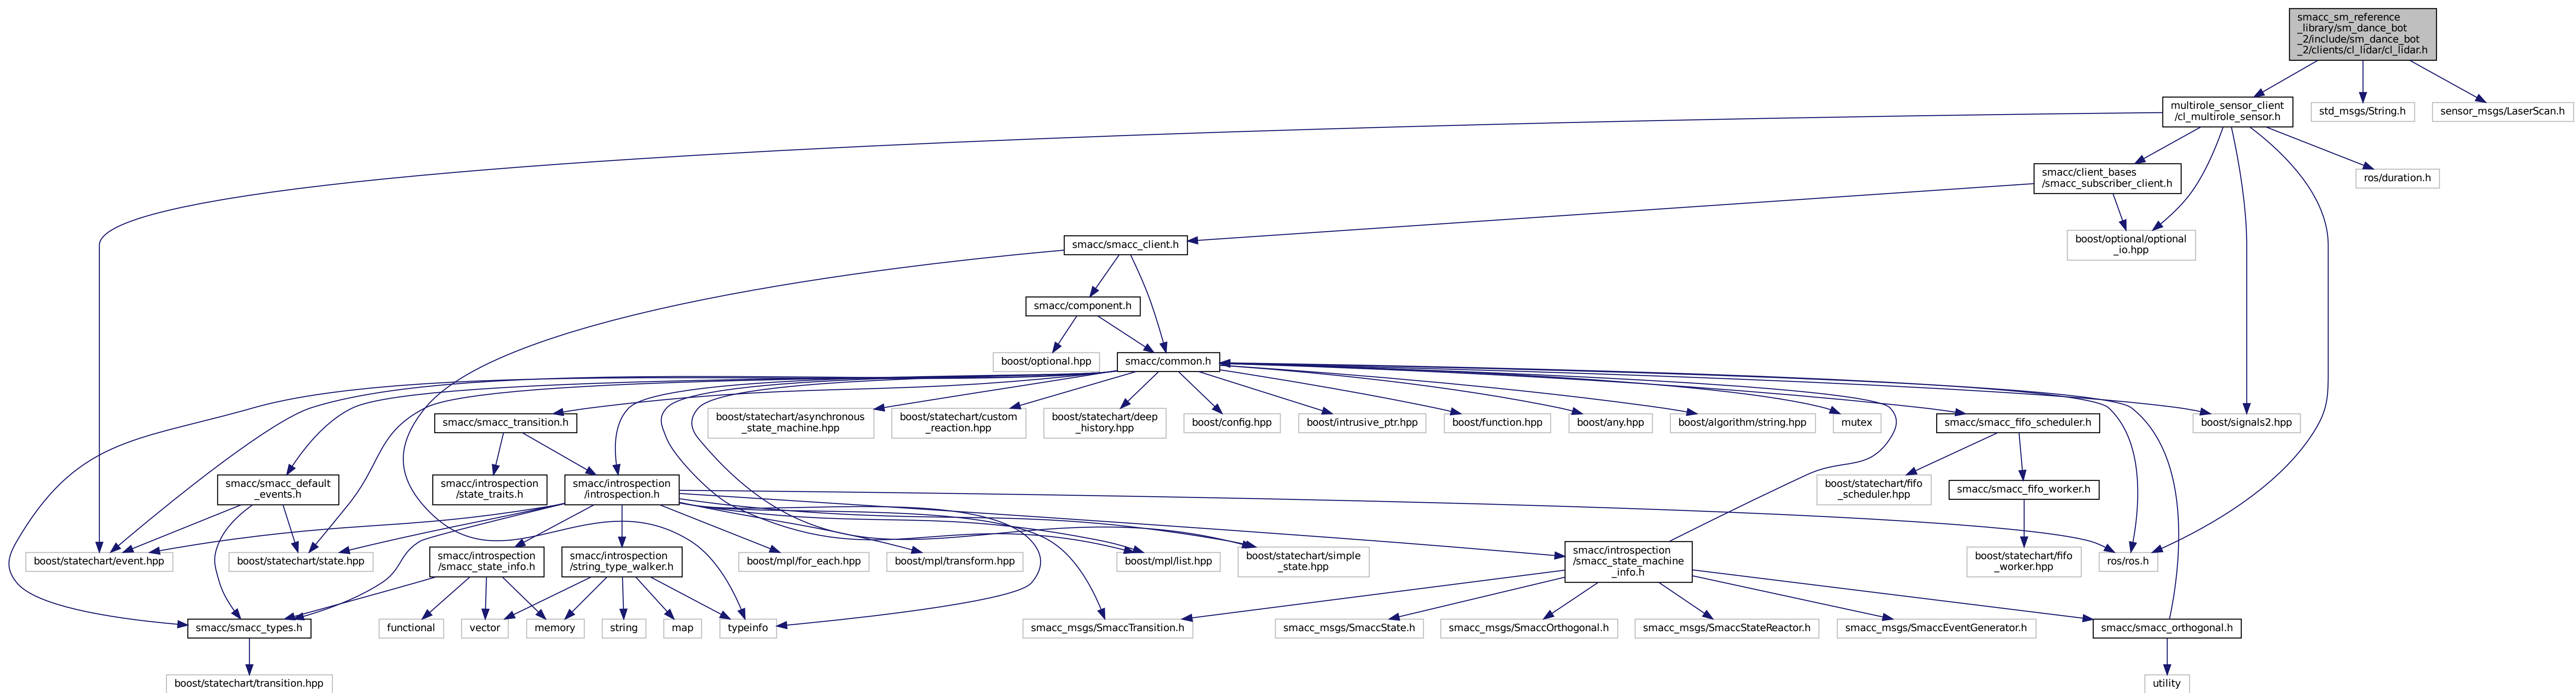 smacc_sm_reference
_library/sm_dance_bot
_2/include/sm_dance_bot
_2/clients/cl_lidar/cl_lidar.h
multirole_sensor_client
/cl_multirole_sensor.h
std_msgs/String.h
sensor_msgs/LaserScan.h
smacc/client_bases
/smacc_subscriber_client.h
ros/duration.h
smacc/smacc_client.h
boost/optional/optional
_io.hpp
smacc/component.h
boost/optional.hpp
smacc/common.h
smacc/smacc_transition.h
boost/statechart/asynchronous
_state_machine.hpp
boost/statechart/custom
_reaction.hpp
boost/statechart/deep
_history.hpp
boost/config.hpp
boost/intrusive_ptr.hpp
boost/function.hpp
boost/any.hpp
boost/algorithm/string.hpp
mutex
smacc/smacc_fifo_scheduler.h
boost/signals2.hpp
smacc/smacc_default
_events.h
smacc/introspection
/state_traits.h
smacc/introspection
/introspection.h
boost/statechart/fifo
_scheduler.hpp
smacc/smacc_fifo_worker.h
boost/statechart/event.hpp
boost/statechart/state.hpp
smacc/introspection
/smacc_state_info.h
smacc/introspection
/string_type_walker.h
boost/mpl/for_each.hpp
boost/mpl/transform.hpp
boost/mpl/list.hpp
boost/statechart/simple
_state.hpp
smacc/introspection
/smacc_state_machine
_info.h
boost/statechart/fifo
_worker.hpp
ros/ros.h
smacc/smacc_types.h
functional
vector
memory
string
map
typeinfo
smacc_msgs/SmaccTransition.h
smacc_msgs/SmaccState.h
smacc_msgs/SmaccOrthogonal.h
smacc_msgs/SmaccStateReactor.h
smacc_msgs/SmaccEventGenerator.h
smacc/smacc_orthogonal.h
boost/statechart/transition.hpp
utility